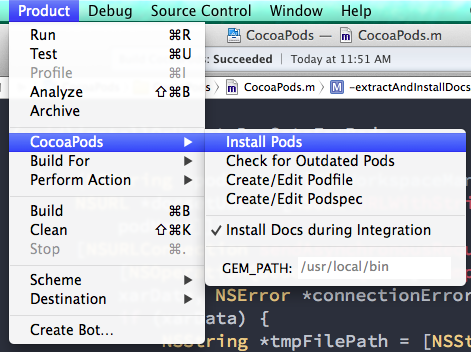 Product Debug Source Control Window Help
CocoaPods — CocoaPods.m
Succeeded | Today at 11:51 AM
CocoaPods.m -extractAndInstallDocs
Run ⌘R
Test ⌘U
Profile ⌘I
Analyze ⇧⌘B
Archive
CocoaPods
Build For
Perform Action
Build ⌘B
Clean ⇧⌘K
Stop ⌘.
Scheme
Destination
Create Bot...
Install Pods
Check for Outdated Pods
Create/Edit Podfile
Create/Edit Podspec
✓ Install Docs during Integration
GEM_PATH: /usr/local/bin
NSError *connectionError
NSString *tmpFilePath = [NSSt